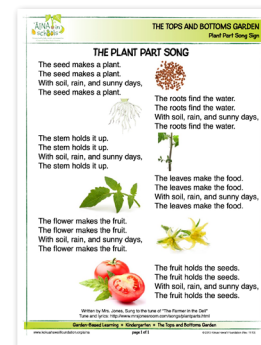 'ĀINA in schools
THE TOPS AND BOTTOMS GARDEN
Plant Part Song Sign
THE PLANT PART SONG
The seed makes a plant.
The seed makes a plant.
With soil, rain, and sunny days,
The seed makes a plant.
The roots find the water.
The roots find the water.
With soil, rain, and sunny days,
The roots find the water.
The stem holds it up.
The stem holds it up.
With soil, rain, and sunny days,
The stem holds it up.
The leaves make the food.
The leaves make the food.
With soil, rain, and sunny days,
The leaves make the food.
The flower makes the fruit.
The flower makes the fruit.
With soil, rain, and sunny days,
The flower makes the fruit.
The fruit holds the seeds.
The fruit holds the seeds.
With soil, rain, and sunny days,
The fruit holds the seeds.
Written by Mrs. Jones, Sung to the tune of "The Farmer in the Dell"
Garden-Based Learning • Kindergarten • The Tops and Bottoms Garden
page 1 of 1